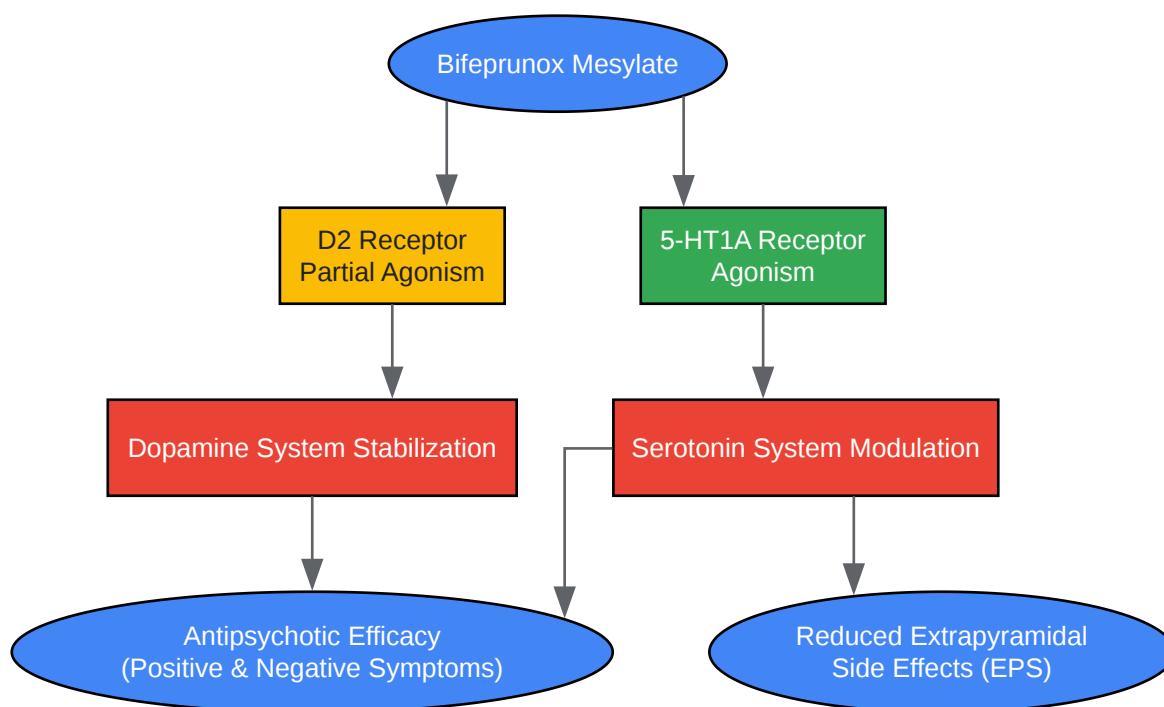 Bifeprunox Mesylate
D2 Receptor
Partial Agonism
5-HT1A Receptor
Agonism
Dopamine System Stabilization
Serotonin System Modulation
Antipsychotic Efficacy
(Positive & Negative Symptoms)
Reduced Extrapyramidal
Side Effects (EPS)